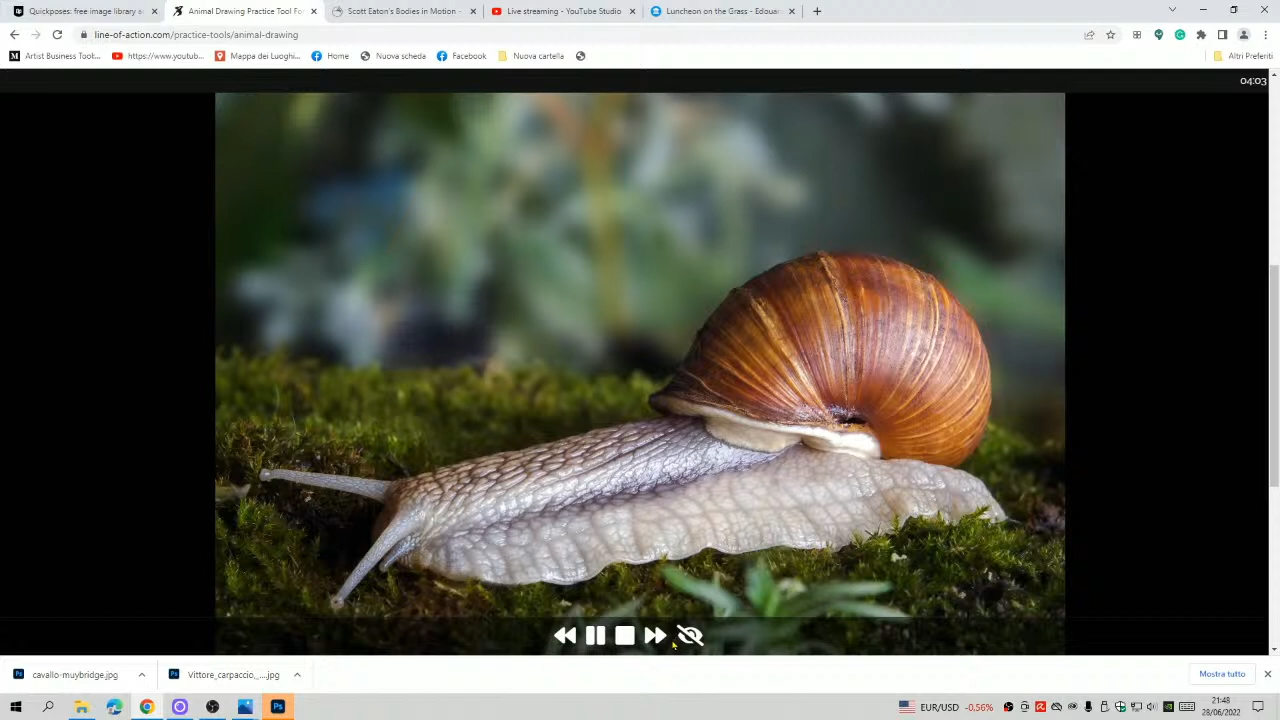 Quickposes: free image library a
Animal Drawing Practice Tool Fo
Scott Eaton's Bodies in Motion -
Live streaming - YouTube Studio
Luncheon on the Grass - Edouar
line-of-action.com/practice-tools/animal-drawing
Artist Business Took...
https://www.youtub...
Mappa dei Luoghi...
Home
Nuova scheda
Facebook
Nuova cartella
Altri Preferiti
04:03
cavallo-muybridge.jpg
Vittore_carpaccio_...jpg
Mostra tutto
EUR/USD -0,56%
21:48
28/06/2022